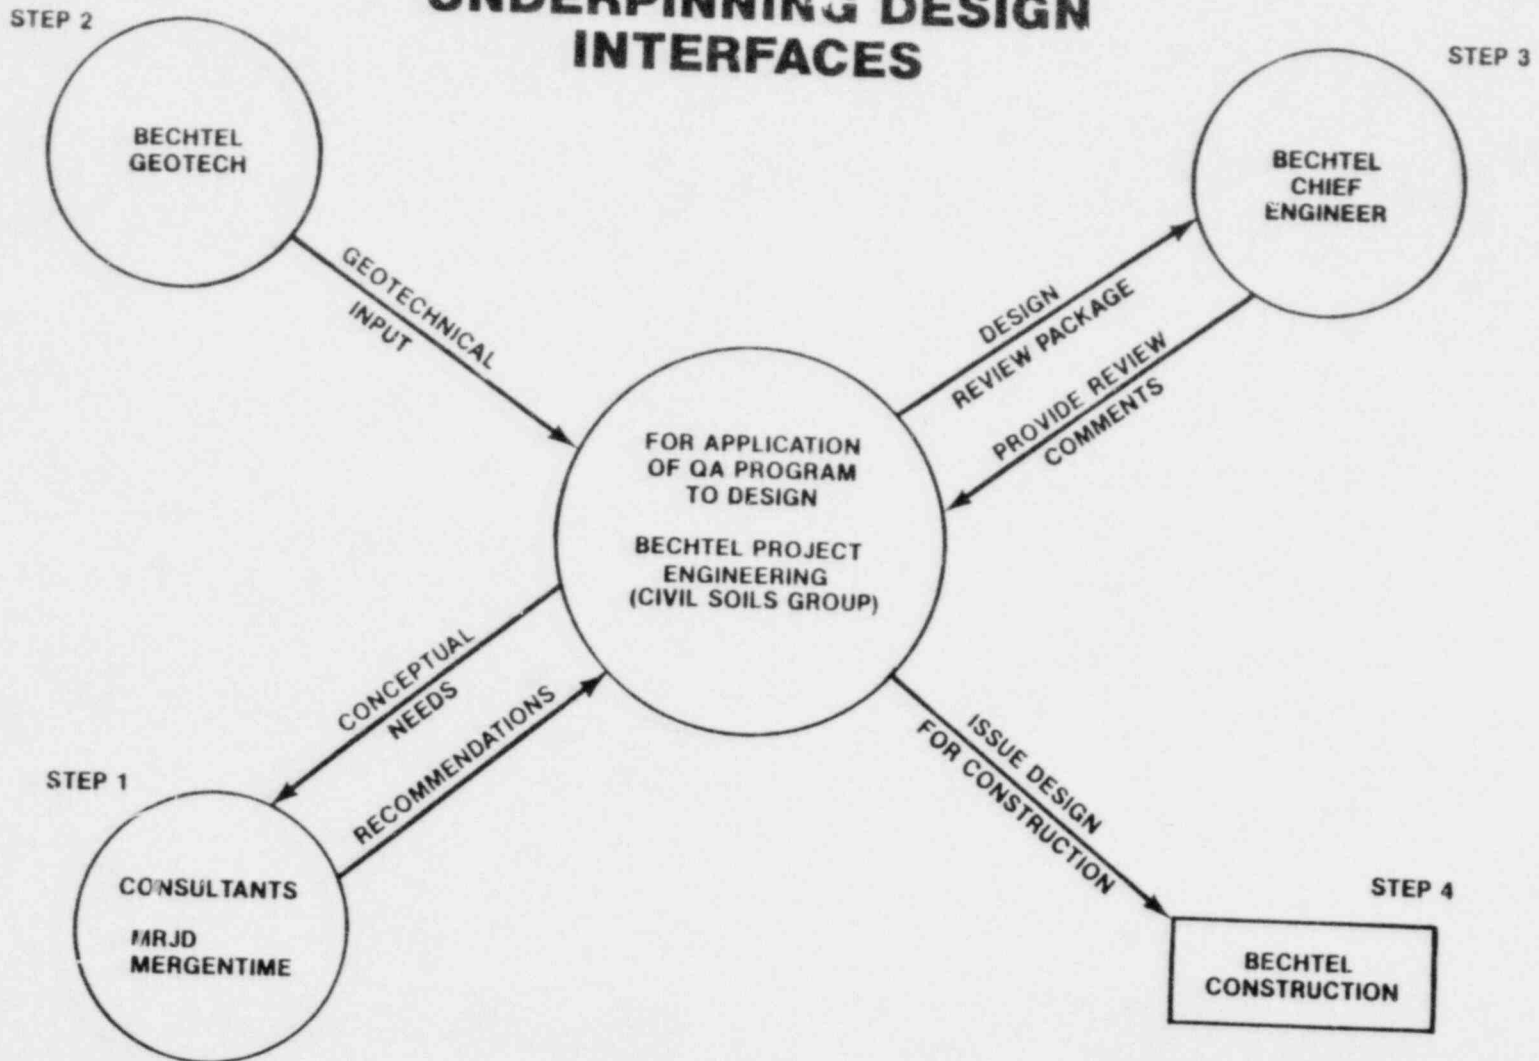 UNDERPINNING DESIGN
INTERFACES
STEP 2
BECHTEL
GEOTECH
GEOTECHNICAL
INPUT
STEP 3
BECHTEL
CHIEF
ENGINEER
DESIGN
REVIEW PACKAGE
PROVIDE REVIEW
COMMENTS
FOR APPLICATION
OF QA PROGRAM
TO DESIGN
BECHTEL PROJECT
ENGINEERING
(CIVIL SOILS GROUP)
CONCEPTUAL
NEEDS
RECOMMENDATIONS
STEP 1
CONSULTANTS
MRJD
MERGENTIME
ISSUE DESIGN
FOR CONSTRUCTION
STEP 4
BECHTEL
CONSTRUCTION